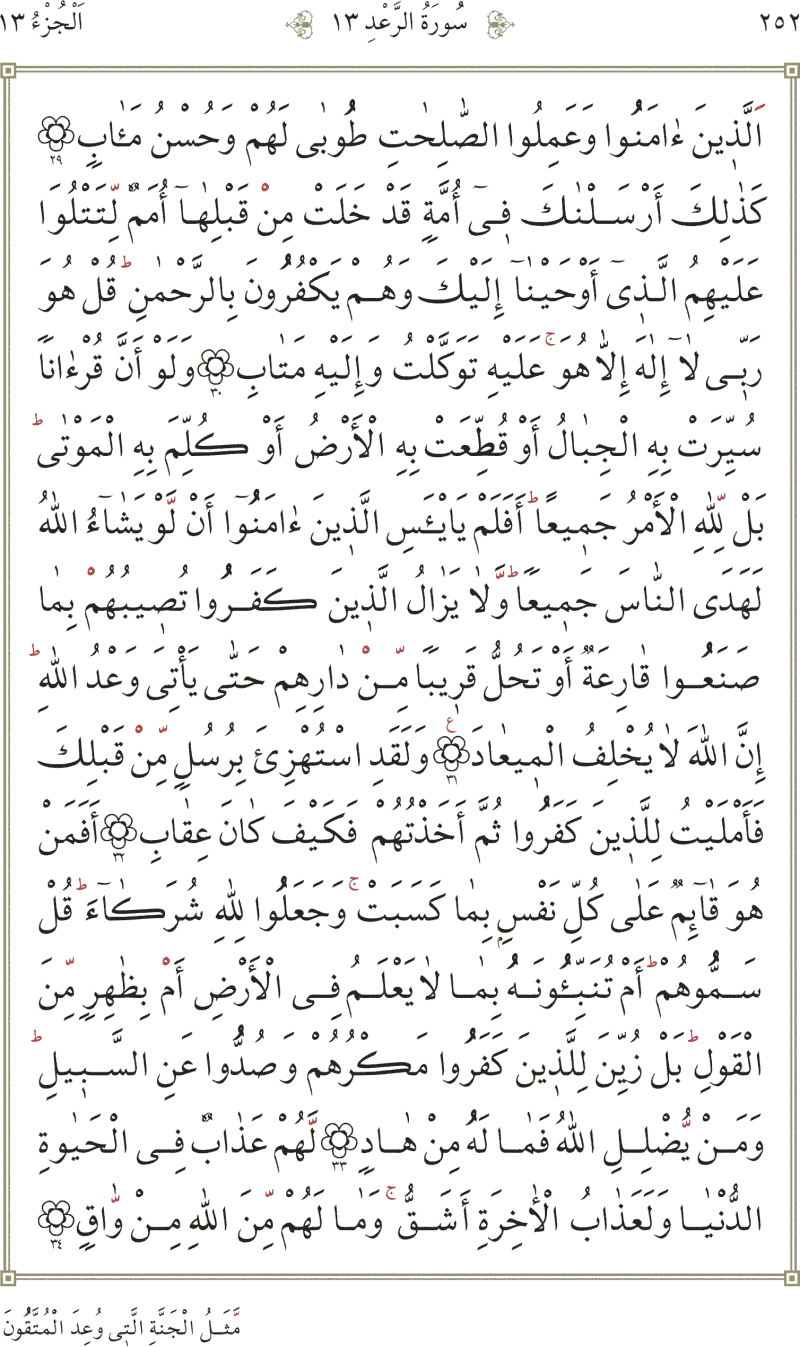 ٢٥٢ سُورَةُ الرَّعْدِ ١٣ اَلْجُزْءُ ١٣
اَلَّذِينَ ءَٰامَنُوا وَعَمِلُوا الصَّٰلِحَٰتِ طُوبَىٰ لَهُمْ وَحُسْنُ مَـَٔابٍ ٢٩
كَذَٰلِكَ أَرْسَلْنَٰكَ فِىٓ أُمَّةٍ قَدْ خَلَتْ مِنْ قَبْلِهَآ أُمَمٌ لِّتَتْلُوَا
عَلَيْهِمُ الَّذِىٓ أَوْحَيْنَآ إِلَيْكَ وَهُمْ يَكْفُرُونَ بِالرَّحْمَٰنِ ۗ قُلْ هُوَ
رَبِّى لَآ إِلَٰهَ إِلَّا هُوَ ۚ عَلَيْهِ تَوَكَّلْتُ وَإِلَيْهِ مَتَابِ ٣٠ وَلَوْ أَنَّ قُرْءَانًا
سُيِّرَتْ بِهِ الْجِبَالُ أَوْ قُطِّعَتْ بِهِ الْأَرْضُ أَوْ كُلِّمَ بِهِ الْمَوْتَىٰ ۗ
بَلْ لِّلّٰهِ الْأَمْرُ جَمِيعًا ۗ أَفَلَمْ يَايْـَٔسِ الَّذِينَ ءَٰامَنُوٓا أَنْ لَّوْ يَشَآءُ اللّٰهُ
لَهَدَى النَّاسَ جَمِيعًا ۗ وَّلَا يَزَالُ الَّذِينَ كَفَرُوا تُصِيبُهُمْ بِمَا
صَنَعُوا قَارِعَةٌ أَوْ تَحُلُّ قَرِيبًا مِّنْ دَارِهِمْ حَتَّىٰ يَأْتِىَ وَعْدُ اللّٰهِ ۗ
إِنَّ اللّٰهَ لَا يُخْلِفُ الْمِيعَادَ ٣١ ع وَلَقَدِ اسْتُهْزِئَ بِرُسُلٍ مِّنْ قَبْلِكَ
فَأَمْلَيْتُ لِلَّذِينَ كَفَرُوا ثُمَّ أَخَذْتُهُمْ فَكَيْفَ كَانَ عِقَابِ ٣٢ أَفَمَنْ
هُوَ قَآئِمٌ عَلَىٰ كُلِّ نَفْسٍ بِمَا كَسَبَتْ ۚ وَجَعَلُوا لِلّٰهِ شُرَكَآءَ ۗ قُلْ
سَمُّوهُمْ ۗ أَمْ تُنَبِّـُٔونَهُ بِمَا لَا يَعْلَمُ فِى الْأَرْضِ أَمْ بِظَٰهِرٍ مِّنَ
الْقَوْلِ ۗ بَلْ زُيِّنَ لِلَّذِينَ كَفَرُوا مَكْرُهُمْ وَصُدُّوا عَنِ السَّبِيلِ ۗ
وَمَنْ يُّضْلِلِ اللّٰهُ فَمَا لَهُ مِنْ هَادٍ ٣٣ لَّهُمْ عَذَابٌ فِى الْحَيَٰوةِ
الدُّنْيَا وَلَعَذَابُ الْأَٰخِرَةِ أَشَقُّ ۚ وَمَا لَهُمْ مِّنَ اللّٰهِ مِنْ وَّاقٍ ٣٤
مَّثَلُ الْجَنَّةِ الَّتِى وُعِدَ الْمُتَّقُونَ